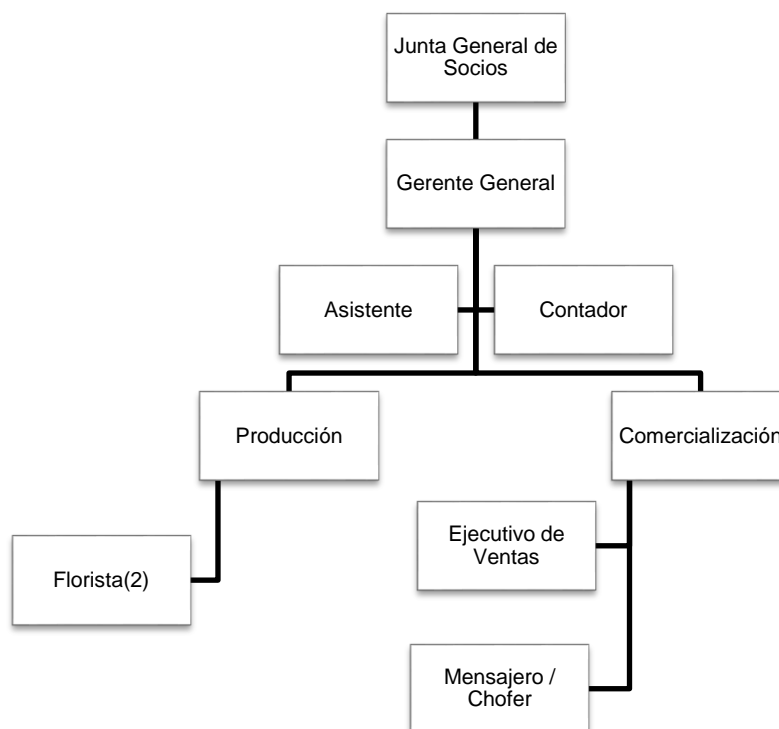 Junta General de
Socios
Gerente General
Asistente
Contador
Producción
Comercialización
Florista(2)
Ejecutivo de
Ventas
Mensajero /
Chofer